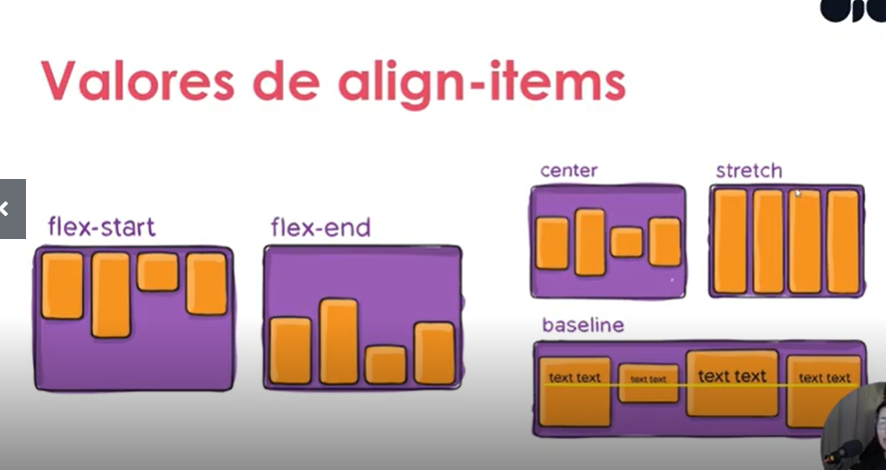 Valores de align-items
flex-start
flex-end
center
stretch
baseline
text text
text text
text text
text text